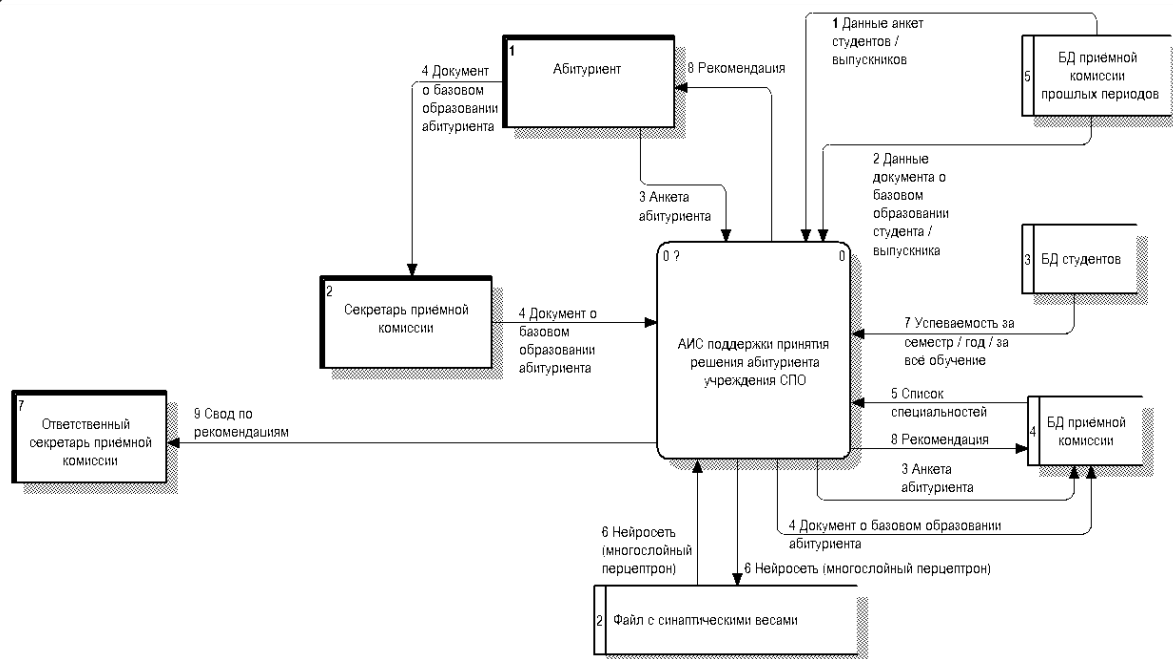 1 Данные анкет
студентов /
выпускников
5
БД приёмной
комиссии
прошлых периодов
1
Абитуриент
8 Рекомендация
4 Документ
о базовом
образовании
абитуриента
2 Данные
документа о
базовом
образовании
студента /
выпускника
3 Анкета
абитуриента
3
БД студентов
0 ?
0
АИС поддержки принятия
решения абитуриента
учреждения СПО
2
Секретарь приёмной
комиссии
4 Документ о
базовом
образовании
абитуриента
7 Успеваемость за
семестр / год / за
всё обучение
7
Ответственный
секретарь приёмной
комиссии
9 Свод по
рекомендациям
5 Список
специальностей
4
БД приёмной
комиссии
8 Рекомендация
3 Анкета
абитуриента
4 Документ о базовом образовании
абитуриента
6 Нейросеть
(многослойный
перцептрон)
6 Нейросеть (многослойный перцептрон)
2
Файл с синаптическими весами